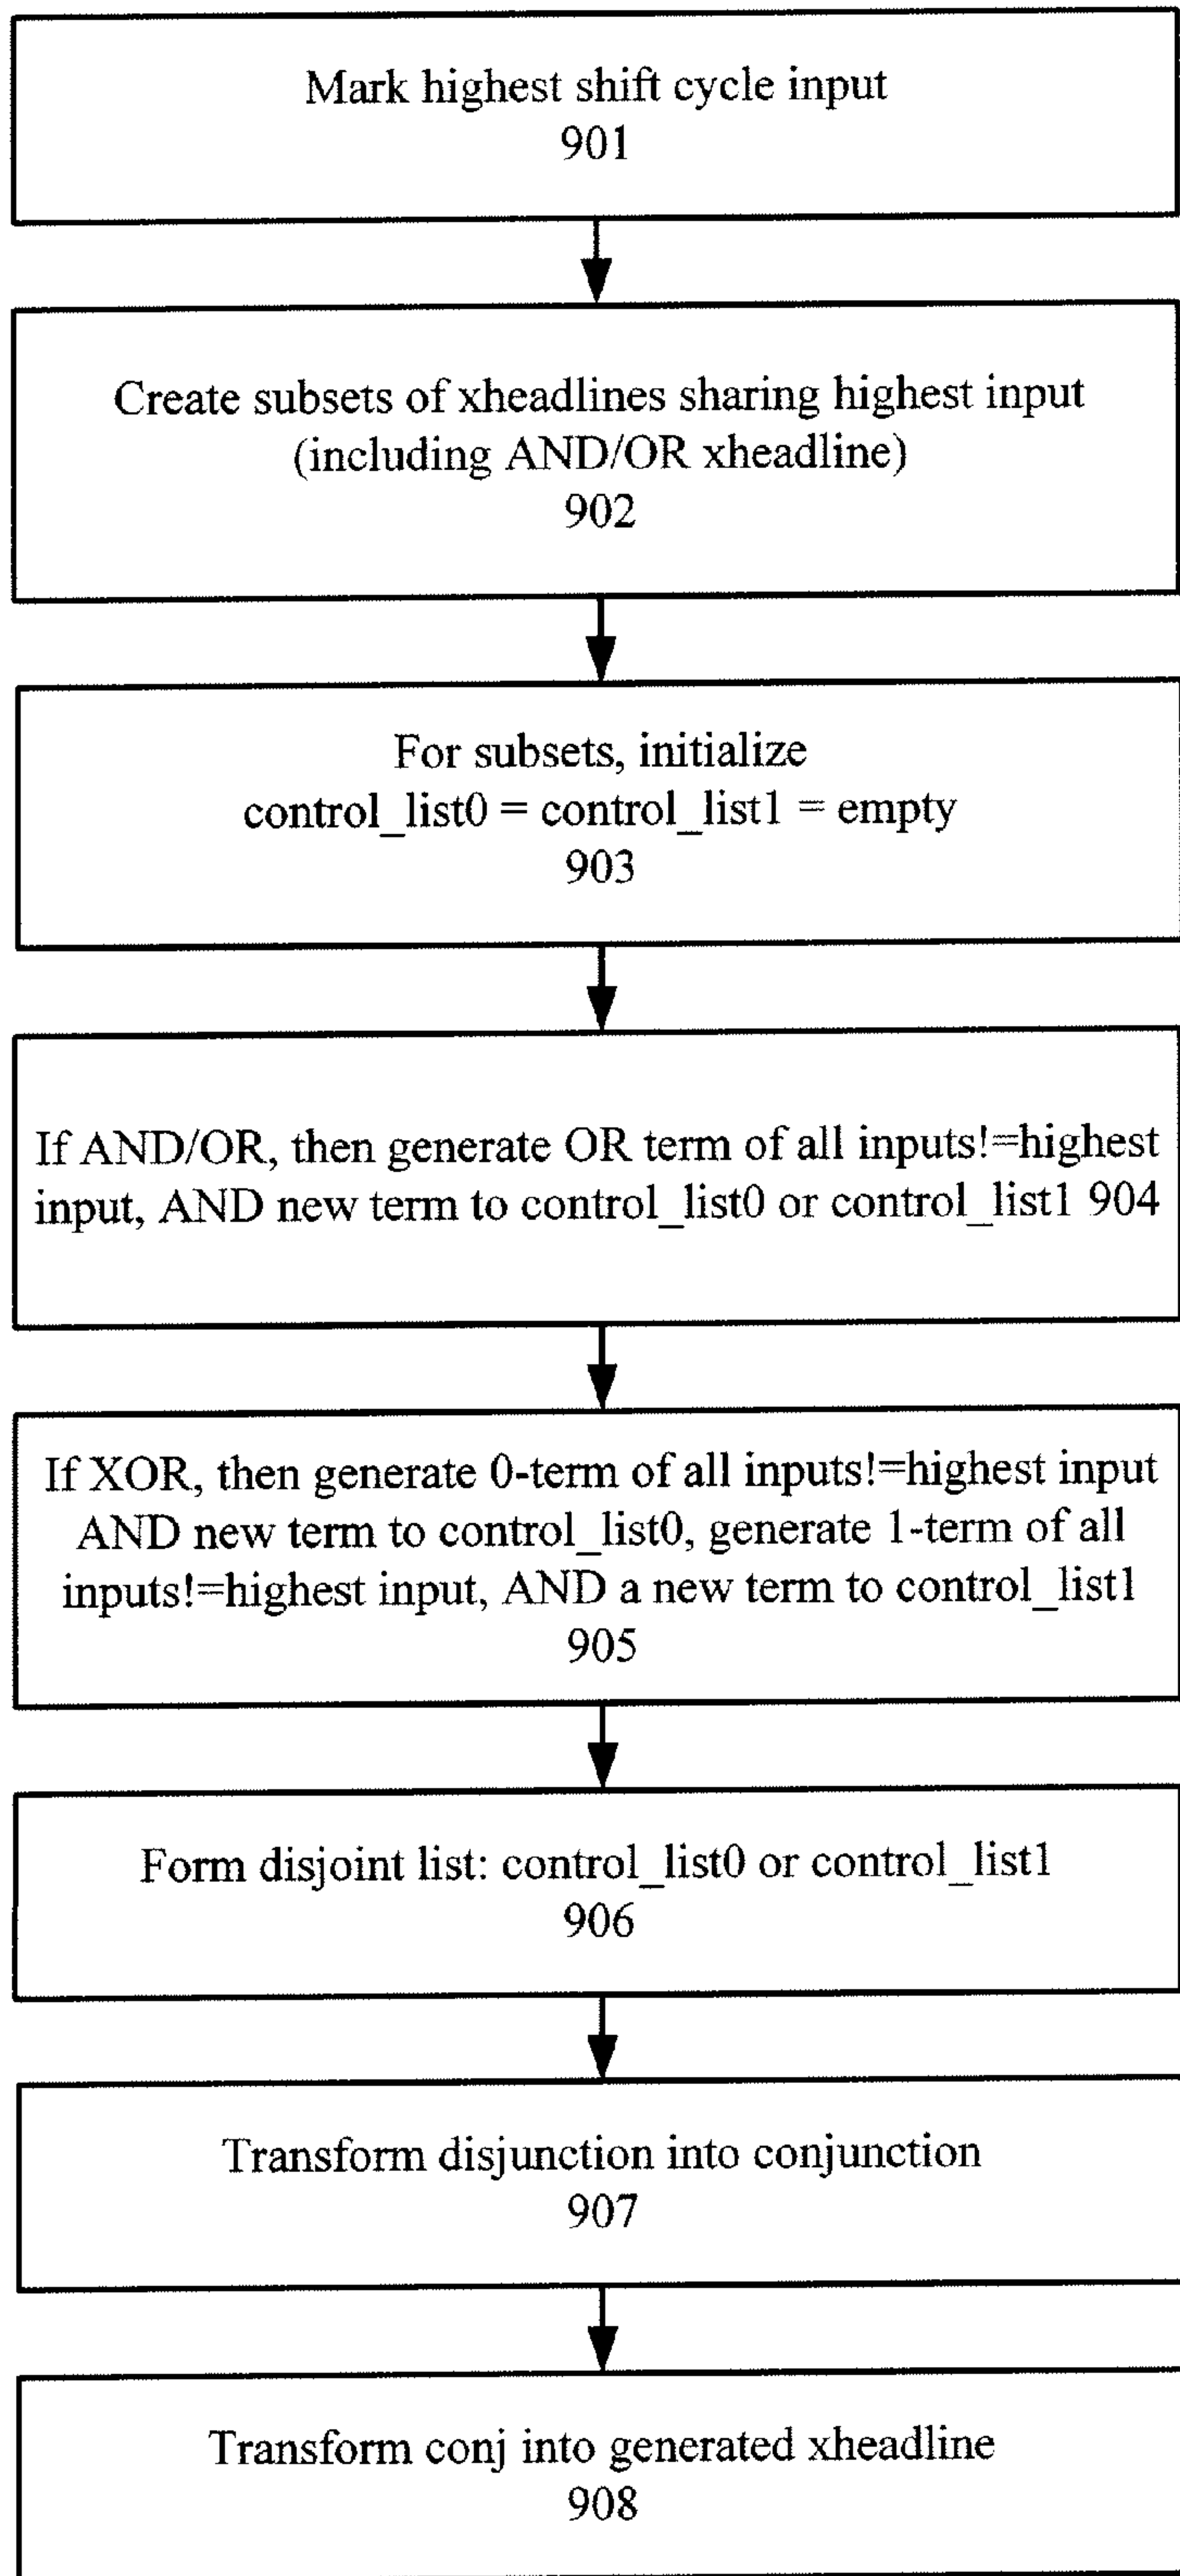 Mark highest shift cycle input
901
Create subsets of xheadlines sharing highest input
(including AND/OR xheadline)
902
For subsets, initialize
control_list0 = control_list1 = empty
903
If AND/OR, then generate OR term of all inputs!=highest
input, AND new term to control_list0 or control_list1 904
If XOR, then generate 0-term of all inputs!=highest input
AND new term to control_list0, generate 1-term of all
inputs!=highest input, AND a new term to control_list1
905
Form disjoint list: control_list0 or control_list1
906
Transform disjunction into conjunction
907
Transform conj into generated xheadline
908